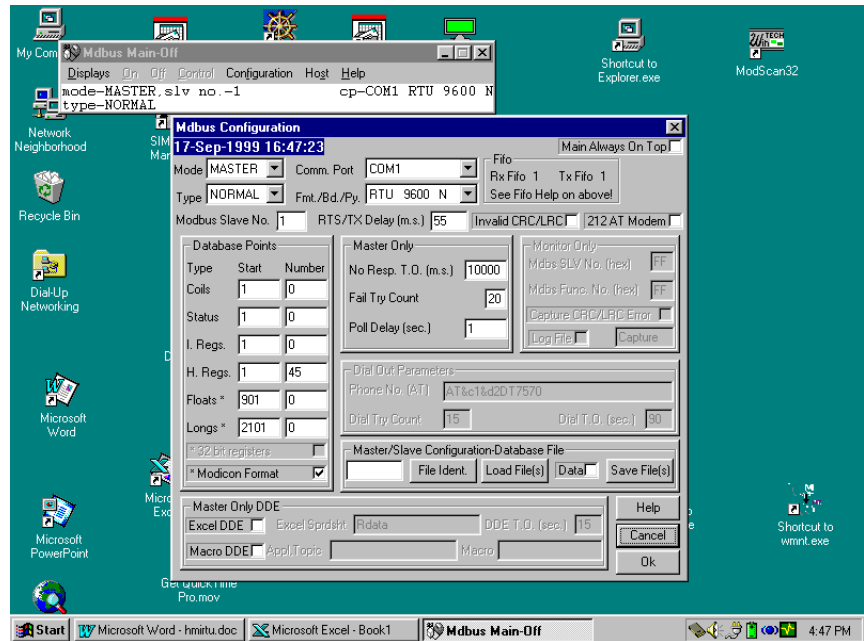 My Com
Mdbus Main-Off
Displays On Off Control Configuration Host Help
mode-MASTER,slv no.-1 cp-COM1 RTU 9600 N
type-NORMAL
Shortcut to
Explorer.exe
WinTECH
ModScan32
Network
Neighborhood
SIM
Mar
Recycle Bin
Dial-Up
Networking
D
Microsoft
Word
Micro
Exc
Microsoft
PowerPoint
Get QuickTime
Pro.mov
Shortcut to
wmnt.exe
Mdbus Configuration
17-Sep-1999 16:47:23
Main Always On Top
Mode MASTER Comm. Port COM1
Fifo
Rx Fifo 1 Tx Fifo 1
See Fifo Help on above!
Type NORMAL Fmt./Bd./Py. RTU 9600 N
Modbus Slave No. 1 RTS/TX Delay (m.s.) 55 Invalid CRC/LRC 212 AT Modem
Database Points
Type Start Number
Coils 1 0
Status 1 0
I. Regs. 1 0
H. Regs. 1 45
Floats * 901 0
Longs * 2101 0
* 32 bit registers
* Modicon Format
Master Only
No Resp. T.O. (m.s.) 10000
Fail Try Count 20
Poll Delay (sec.) 1
Monitor Only
Mdbs SLV No. (hex) FF
Mdbs Func. No. (hex) FF
Capture CRC/LRC Error
Log File Capture
Dial Out Parameters
Phone No. (AT) AT&c1&d2DT7570
Dial Try Count 15 Dial T.O. (sec.) 90
Master/Slave Configuration-Database File
File Ident. Load File(s) Data Save File(s)
Master Only DDE
Excel DDE Excel Sprdsht. Rdata DDE T.O. (sec.) 15
Macro DDE Appl.Topic Macro
Help
Cancel
Ok
Start Microsoft Word - hmirtu.doc Microsoft Excel - Book1 Mdbus Main-Off 4:47 PM